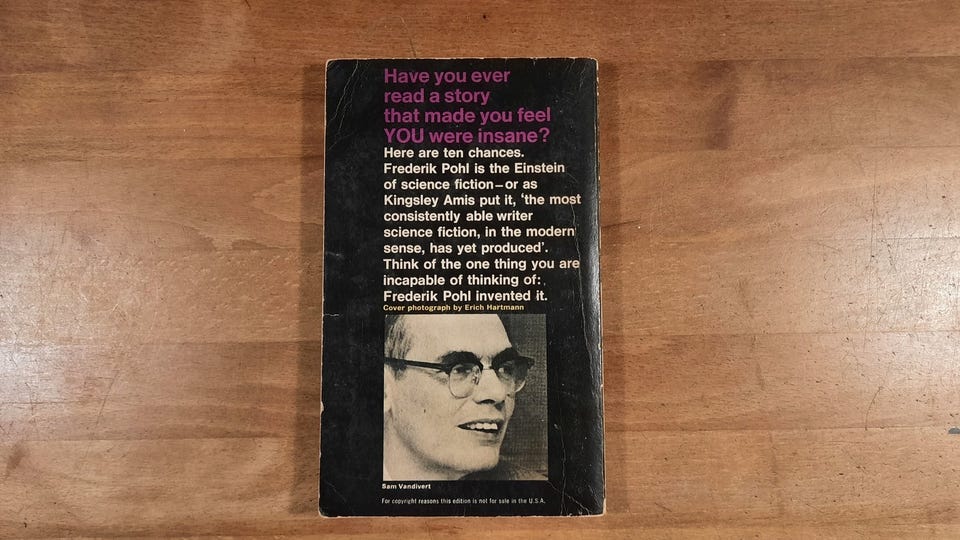 Have you ever
read a story
that made you feel
YOU were insane?
Here are ten chances.
Frederik Pohl is the Einstein
of science fiction—or as
Kingsley Amis put it, 'the most
consistently able writer
science fiction, in the modern
sense, has yet produced'.
Think of the one thing you are
incapable of thinking of:
Frederik Pohl invented it.
Cover photograph by Erich Hartmann
Sam Vandivert
For copyright reasons this edition is not for sale in the U.S.A.